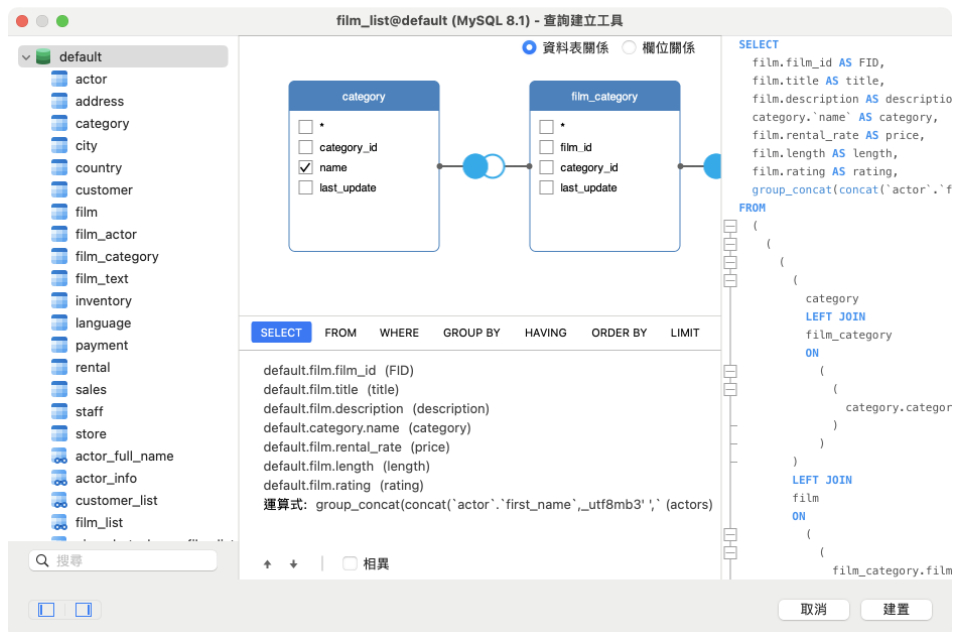 film_list@default (MySQL 8.1) - 查詢建立工具
default
actor
address
category
city
country
customer
film
film_actor
film_category
film_text
inventory
language
payment
rental
sales
staff
store
actor_full_name
actor_info
customer_list
film_list
搜尋
資料表關係
欄位關係
category
*
category_id
name
last_update
film_category
*
film_id
category_id
last_update
SELECT FROM WHERE GROUP BY HAVING ORDER BY LIMIT
default.film.film_id (FID)
default.film.title (title)
default.film.description (description)
default.category.name (category)
default.film.rental_rate (price)
default.film.length (length)
default.film.rating (rating)
運算式: group_concat(concat(`actor`.`first_name`,_utf8mb3' ',` (actors)
相異
SELECT
film.film_id AS FID,
film.title AS title,
film.description AS descriptio
category.`name` AS category,
film.rental_rate AS price,
film.length AS length,
film.rating AS rating,
group_concat(concat(`actor`.`f
FROM
(
(
(
(
category
LEFT JOIN
film_category
ON
(
(
category.categor
)
)
)
LEFT JOIN
film
ON
(
(
film_category.film
取消
建置